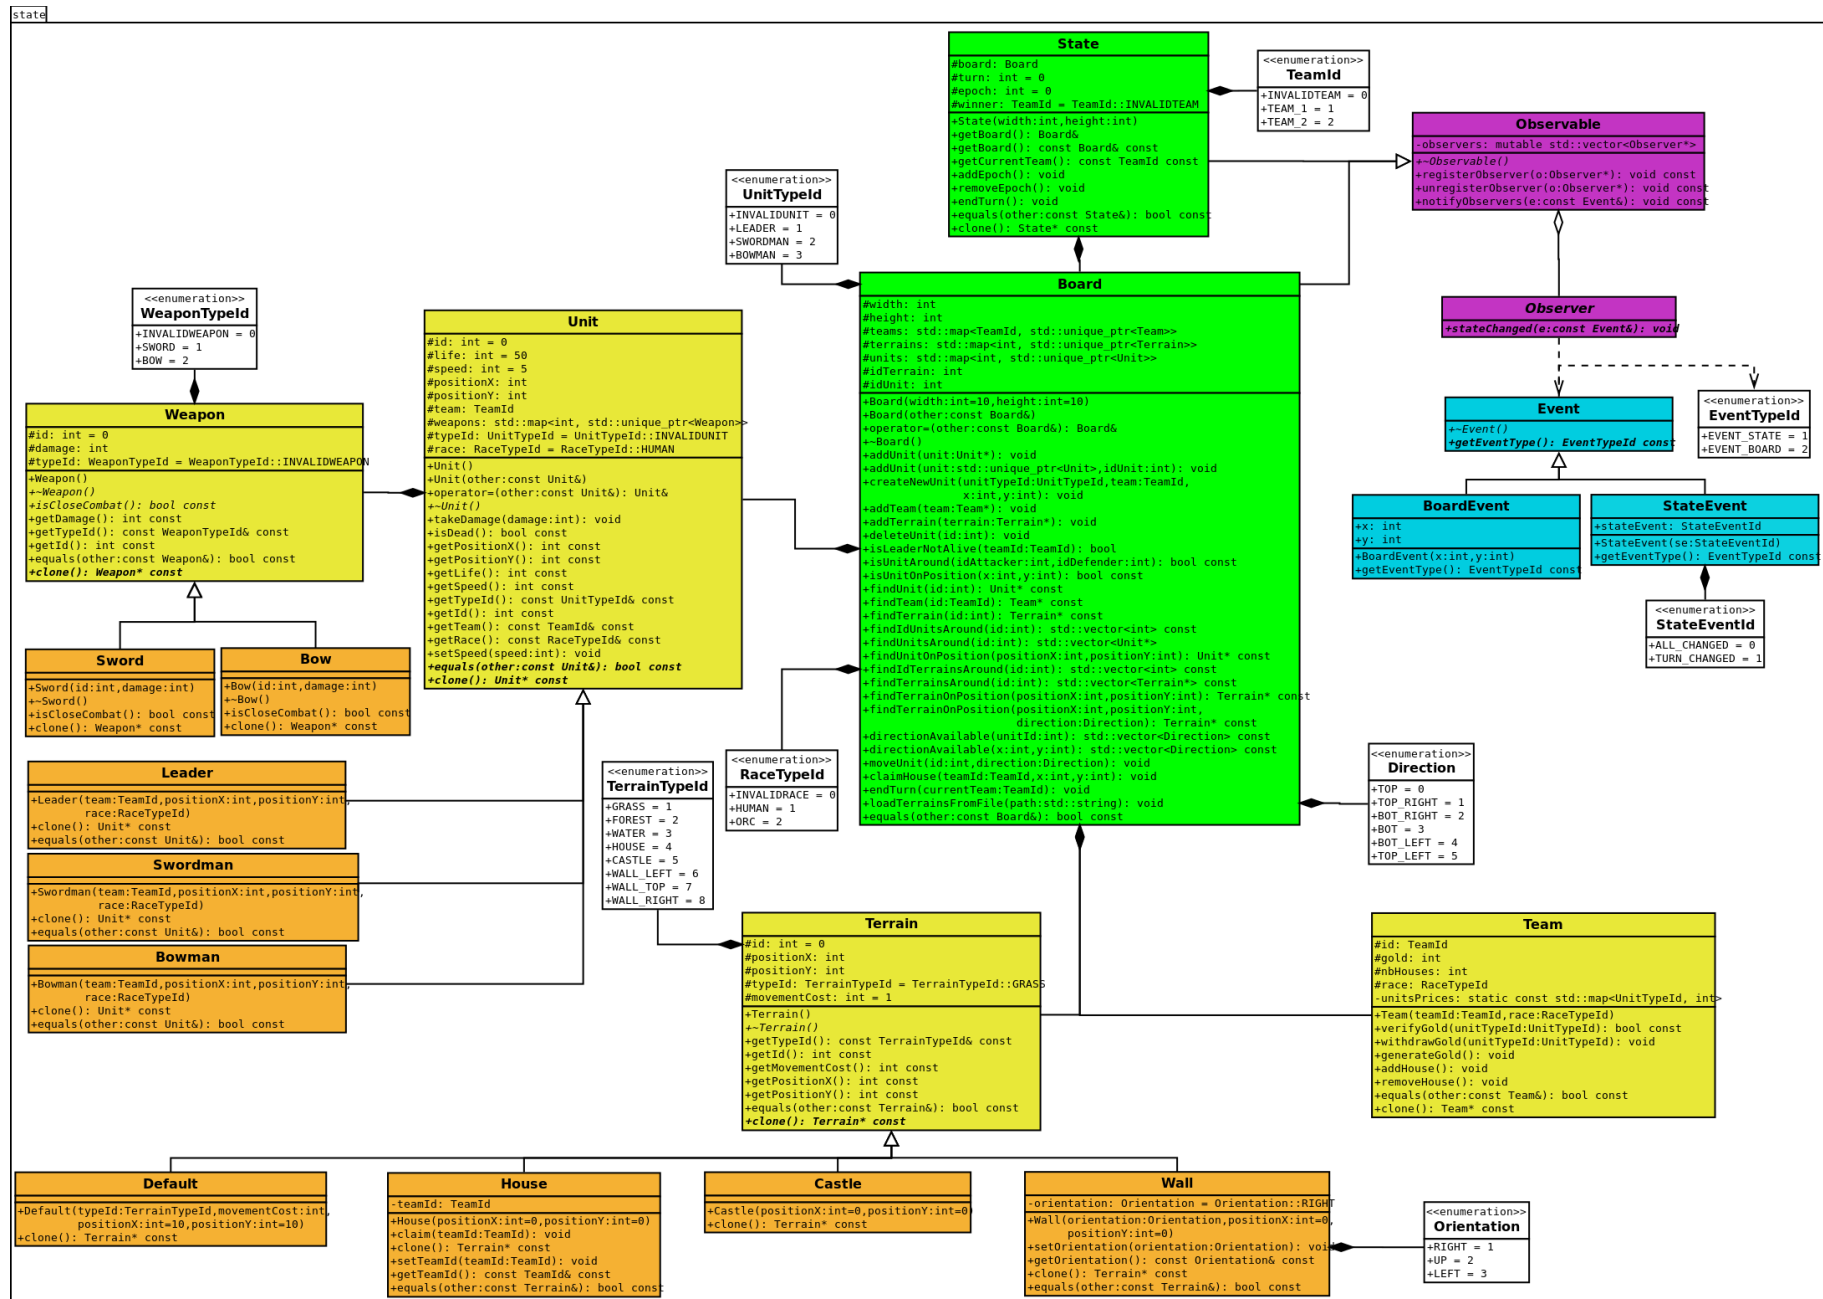 state
State
#board: Board
#turn: int = 0
#epoch: int = 0
#winner: TeamId = TeamId::INVALIDTEAM
+State(width:int,height:int)
+getBoard(): Board&
+getBoard(): const Board& const
+getCurrentTeam(): const TeamId const
+addEpoch(): void
+removeEpoch(): void
+endTurn(): void
+equals(other:const State&): bool const
+clone(): State* const
<<enumeration>>
TeamId
+INVALIDTEAM = 0
+TEAM_1 = 1
+TEAM_2 = 2
Observable
-observers: mutable std::vector<Observer*>
+~Observable()
+registerObserver(o:Observer*): void const
+unregisterObserver(o:Observer*): void const
+notifyObservers(e:const Event&): void const
<<enumeration>>
UnitTypeId
+INVALIDUNIT = 0
+LEADER = 1
+SWORDMAN = 2
+BOWMAN = 3
Board
#width: int
#height: int
#teams: std::map<TeamId, std::unique_ptr<Team>>
#terrains: std::map<int, std::unique_ptr<Terrain>>
#units: std::map<int, std::unique_ptr<Unit>>
#idTerrain: int
#idUnit: int
+Board(width:int=10,height:int=10)
+Board(other:const Board&)
+operator=(other:const Board&): Board&
+~Board()
+addUnit(unit:Unit*): void
+addUnit(unit:std::unique_ptr<Unit>,idUnit:int): void
+createNewUnit(unitTypeId:UnitTypeId,team:TeamId,
x:int,y:int): void
+addTeam(team:Team*): void
+addTerrain(terrain:Terrain*): void
+deleteUnit(id:int): void
+isLeaderNotAlive(teamId:TeamId): bool
+isUnitAround(idAttacker:int,idDefender:int): bool const
+isUnitOnPosition(x:int,y:int): bool const
+findUnit(id:int): Unit* const
+findTeam(id:TeamId): Team* const
+findTerrain(id:int): Terrain* const
+findIdUnitsAround(id:int): std::vector<int> const
+findUnitsAround(id:int): std::vector<Unit*>
+findUnitOnPosition(positionX:int,positionY:int): Unit* const
+findIdTerrainsAround(id:int): std::vector<int> const
+findTerrainsAround(id:int): std::vector<Terrain*> const
+findTerrainOnPosition(positionX:int,positionY:int): Terrain* const
+findTerrainOnPosition(positionX:int,positionY:int,
direction:Direction): Terrain* const
+directionAvailable(unitId:int): std::vector<Direction> const
+directionAvailable(x:int,y:int): std::vector<Direction> const
+moveUnit(id:int,direction:Direction): void
+claimHouse(teamId:TeamId,x:int,y:int): void
+endTurn(currentTeam:TeamId): void
+loadTerrainsFromFile(path:std::string): void
+equals(other:const Board&): bool const
<<enumeration>>
WeaponTypeId
+INVALIDWEAPON = 0
+SWORD = 1
+BOW = 2
Unit
#id: int = 0
#life: int = 50
#speed: int = 5
#positionX: int
#positionY: int
#team: TeamId
#weapons: std::map<int, std::unique_ptr<Weapon>>
#typeId: UnitTypeId = UnitTypeId::INVALIDUNIT
#race: RaceTypeId = RaceTypeId::HUMAN
+Unit()
+Unit(other:const Unit&)
+operator=(other:const Unit&): Unit&
+~Unit()
+takeDamage(damage:int): void
+isDead(): bool const
+getPositionX(): int const
+getPositionY(): int const
+getLife(): int const
+getSpeed(): int const
+getTypeId(): const UnitTypeId& const
+getId(): int const
+getTeam(): const TeamId& const
+getRace(): const RaceTypeId& const
+setSpeed(speed:int): void
+equals(other:const Unit&): bool const
+clone(): Unit* const
Observer
+stateChanged(e:const Event&): void
Weapon
#id: int = 0
#damage: int
#typeId: WeaponTypeId = WeaponTypeId::INVALIDWEAPON
+Weapon()
+~Weapon()
+isCloseCombat(): bool const
+getDamage(): int const
+getTypeId(): const WeaponTypeId& const
+getId(): int const
+equals(other:const Weapon&): bool const
+clone(): Weapon* const
Event
+~Event()
+getEventType(): EventTypeId const
<<enumeration>>
EventTypeId
+EVENT_STATE = 1
+EVENT_BOARD = 2
BoardEvent
+x: int
+y: int
+BoardEvent(x:int,y:int)
+getEventType(): EventTypeId const
StateEvent
+stateEvent: StateEventId
+StateEvent(se:StateEventId)
+getEventType(): EventTypeId const
<<enumeration>>
StateEventId
+ALL_CHANGED = 0
+TURN_CHANGED = 1
Sword
+Sword(id:int,damage:int)
+~Sword()
+isCloseCombat(): bool const
+clone(): Weapon* const
Bow
+Bow(id:int,damage:int)
+~Bow()
+isCloseCombat(): bool const
+clone(): Weapon* const
Leader
+Leader(team:TeamId,positionX:int,positionY:int,
race:RaceTypeId)
+clone(): Unit* const
+equals(other:const Unit&): bool const
Swordman
+Swordman(team:TeamId,positionX:int,positionY:int,
race:RaceTypeId)
+clone(): Unit* const
+equals(other:const Unit&): bool const
Bowman
+Bowman(team:TeamId,positionX:int,positionY:int,
race:RaceTypeId)
+clone(): Unit* const
+equals(other:const Unit&): bool const
<<enumeration>>
TerrainTypeId
+GRASS = 1
+FOREST = 2
+WATER = 3
+HOUSE = 4
+CASTLE = 5
+WALL_LEFT = 6
+WALL_TOP = 7
+WALL_RIGHT = 8
<<enumeration>>
RaceTypeId
+INVALIDRACE = 0
+HUMAN = 1
+ORC = 2
<<enumeration>>
Direction
+TOP = 0
+TOP_RIGHT = 1
+BOT_RIGHT = 2
+BOT = 3
+BOT_LEFT = 4
+TOP_LEFT = 5
Terrain
#id: int = 0
#positionX: int
#positionY: int
#typeId: TerrainTypeId = TerrainTypeId::GRASS
#movementCost: int = 1
+Terrain()
+~Terrain()
+getTypeId(): const TerrainTypeId& const
+getId(): int const
+getMovementCost(): int const
+getPositionX(): int const
+getPositionY(): int const
+equals(other:const Terrain&): bool const
+clone(): Terrain* const
Team
#id: TeamId
#gold: int
#nbHouses: int
#race: RaceTypeId
-unitsPrices: static const std::map<UnitTypeId, int>
+Team(teamId:TeamId,race:RaceTypeId)
+verifyGold(unitTypeId:UnitTypeId): bool const
+withdrawGold(unitTypeId:UnitTypeId): void
+generateGold(): void
+addHouse(): void
+removeHouse(): void
+equals(other:const Team&): bool const
+clone(): Team* const
Default
+Default(typeId:TerrainTypeId,movementCost:int,
positionX:int=10,positionY:int=10)
+clone(): Terrain* const
House
-teamId: TeamId
+House(positionX:int=0,positionY:int=0)
+claim(teamId:TeamId): void
+clone(): Terrain* const
+setTeamId(teamId:TeamId): void
+getTeamId(): const TeamId& const
+equals(other:const Terrain&): bool const
Castle
+Castle(positionX:int=0,positionY:int=0)
+clone(): Terrain* const
Wall
-orientation: Orientation = Orientation::RIGHT
+Wall(orientation:Orientation,positionX:int=0,
positionY:int=0)
+setOrientation(orientation:Orientation): void
+getOrientation(): const Orientation& const
+clone(): Terrain* const
+equals(other:const Terrain&): bool const
<<enumeration>>
Orientation
+RIGHT = 1
+UP = 2
+LEFT = 3